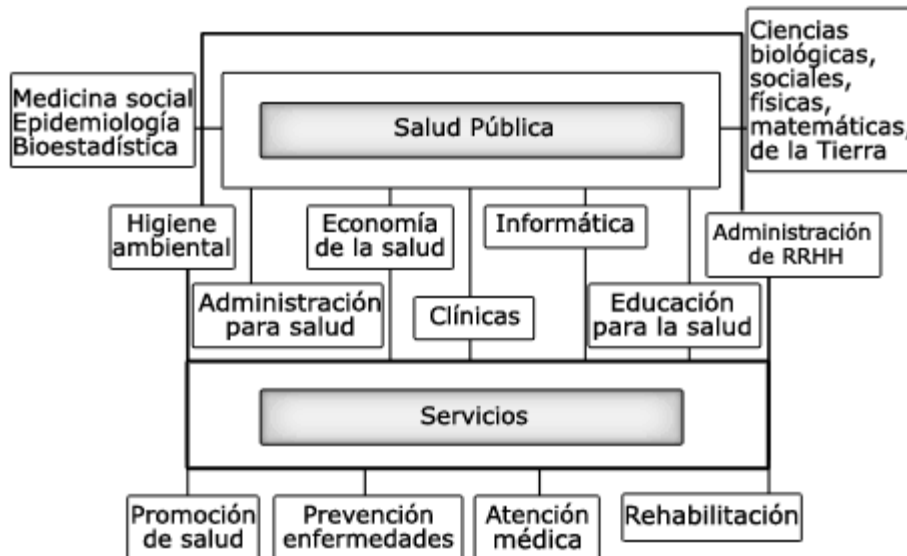 Medicina social
Epidemiología
Bioestadística
Salud Pública
Ciencias
biológicas,
sociales,
físicas,
matemáticas,
de la Tierra
Higiene
ambiental
Economía
de la salud
Informática
Administración
de RRHH
Administración
para salud
Clínicas
Educación
para la salud
Servicios
Promoción
de salud
Prevención
enfermedades
Atención
médica
Rehabilitación